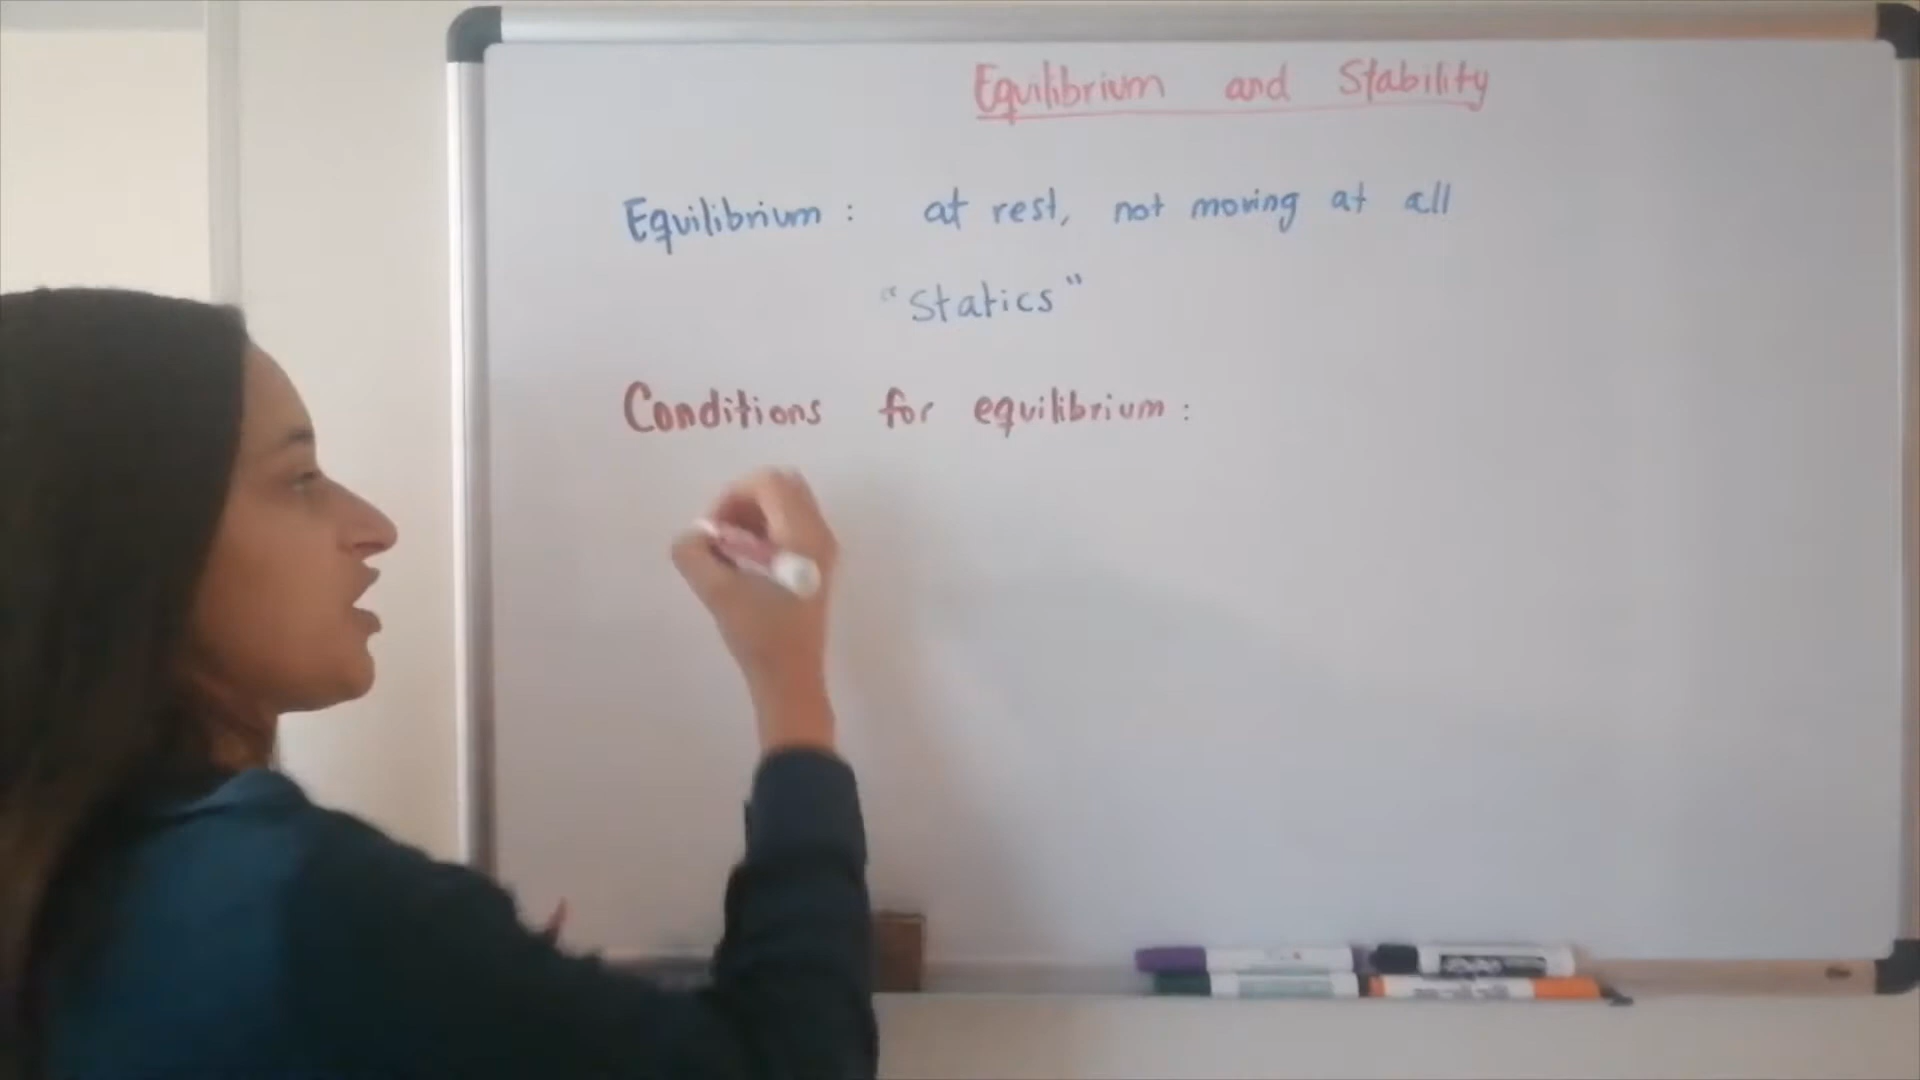 Equilibrium and Stability
Equilibrium : at rest, not moving at all
"Statics"
Conditions for equilibrium :